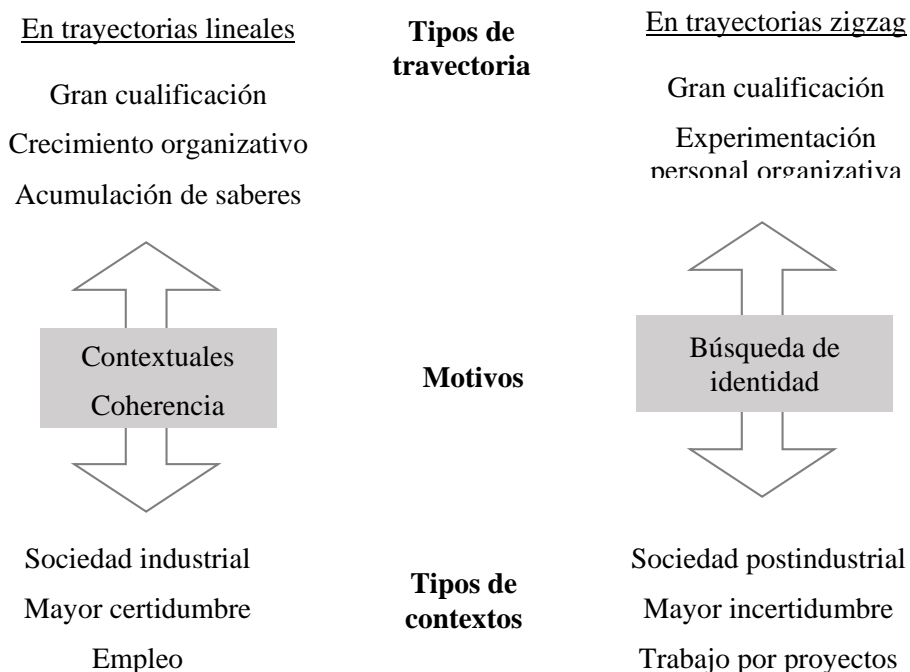 En trayectorias lineales
Gran cualificación
Crecimiento organizativo
Acumulación de saberes
Tipos de
travectoria
En trayectorias zigzag
Gran cualificación
Experimentación
personal organizativa
Contextuales
Coherencia
Motivos
Búsqueda de
identidad
Sociedad industrial
Mayor certidumbre
Empleo
Tipos de
contextos
Sociedad postindustrial
Mayor incertidumbre
Trabajo por proyectos